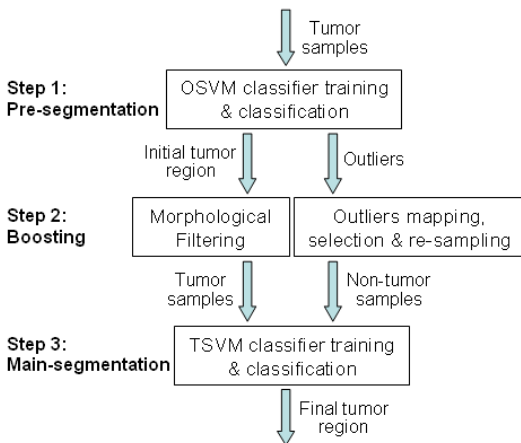 Tumor
samples
Step 1:
Pre-segmentation
OSVM classifier training
& classification
Initial tumor
region
Outliers
Step 2:
Boosting
Morphological
Filtering
Outliers mapping,
selection & re-sampling
Tumor
samples
Non-tumor
samples
Step 3:
Main-segmentation
TSVM classifier training
& classification
Final tumor
region